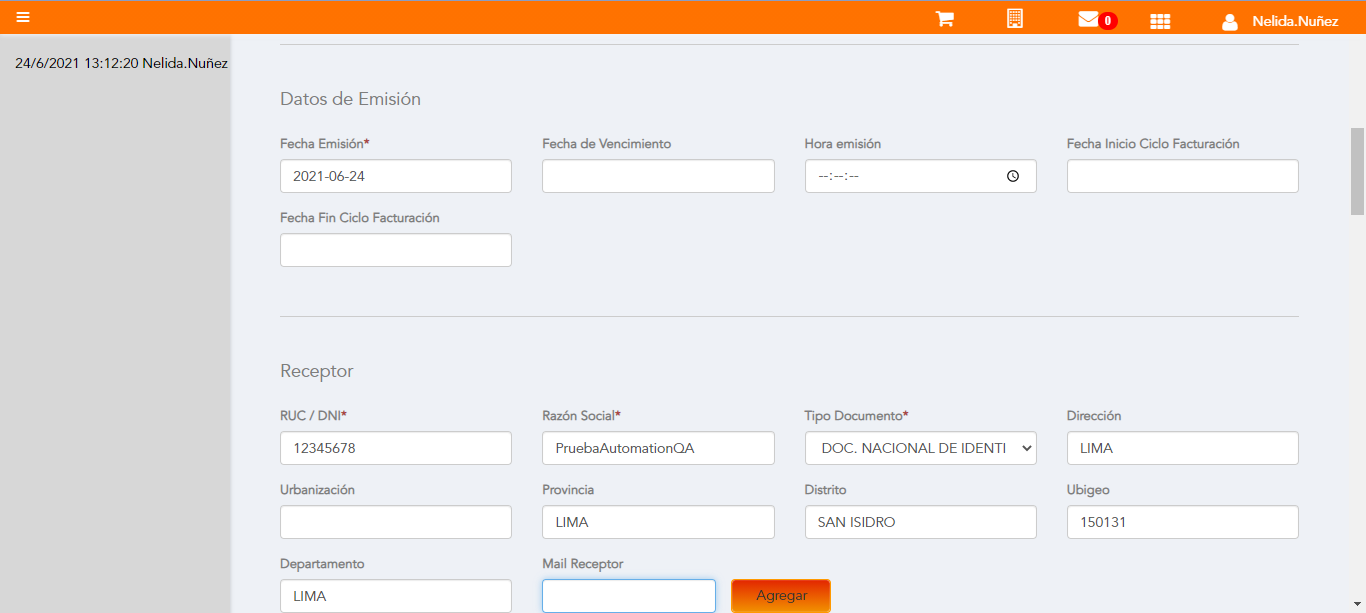 0
Nelida.Nuñez
24/6/2021 13:12:20 Nelida.Nuñez
Datos de Emisión
Fecha Emisión* Fecha de Vencimiento Hora emisión Fecha Inicio Ciclo Facturación
2021-06-24 --:--:--
Fecha Fin Ciclo Facturación
Receptor
RUC / DNI* Razón Social* Tipo Documento* Dirección
12345678 PruebaAutomationQA DOC. NACIONAL DE IDENTI LIMA
Urbanización Provincia Distrito Ubigeo
LIMA SAN ISIDRO 150131
Departamento Mail Receptor
LIMA Agregar